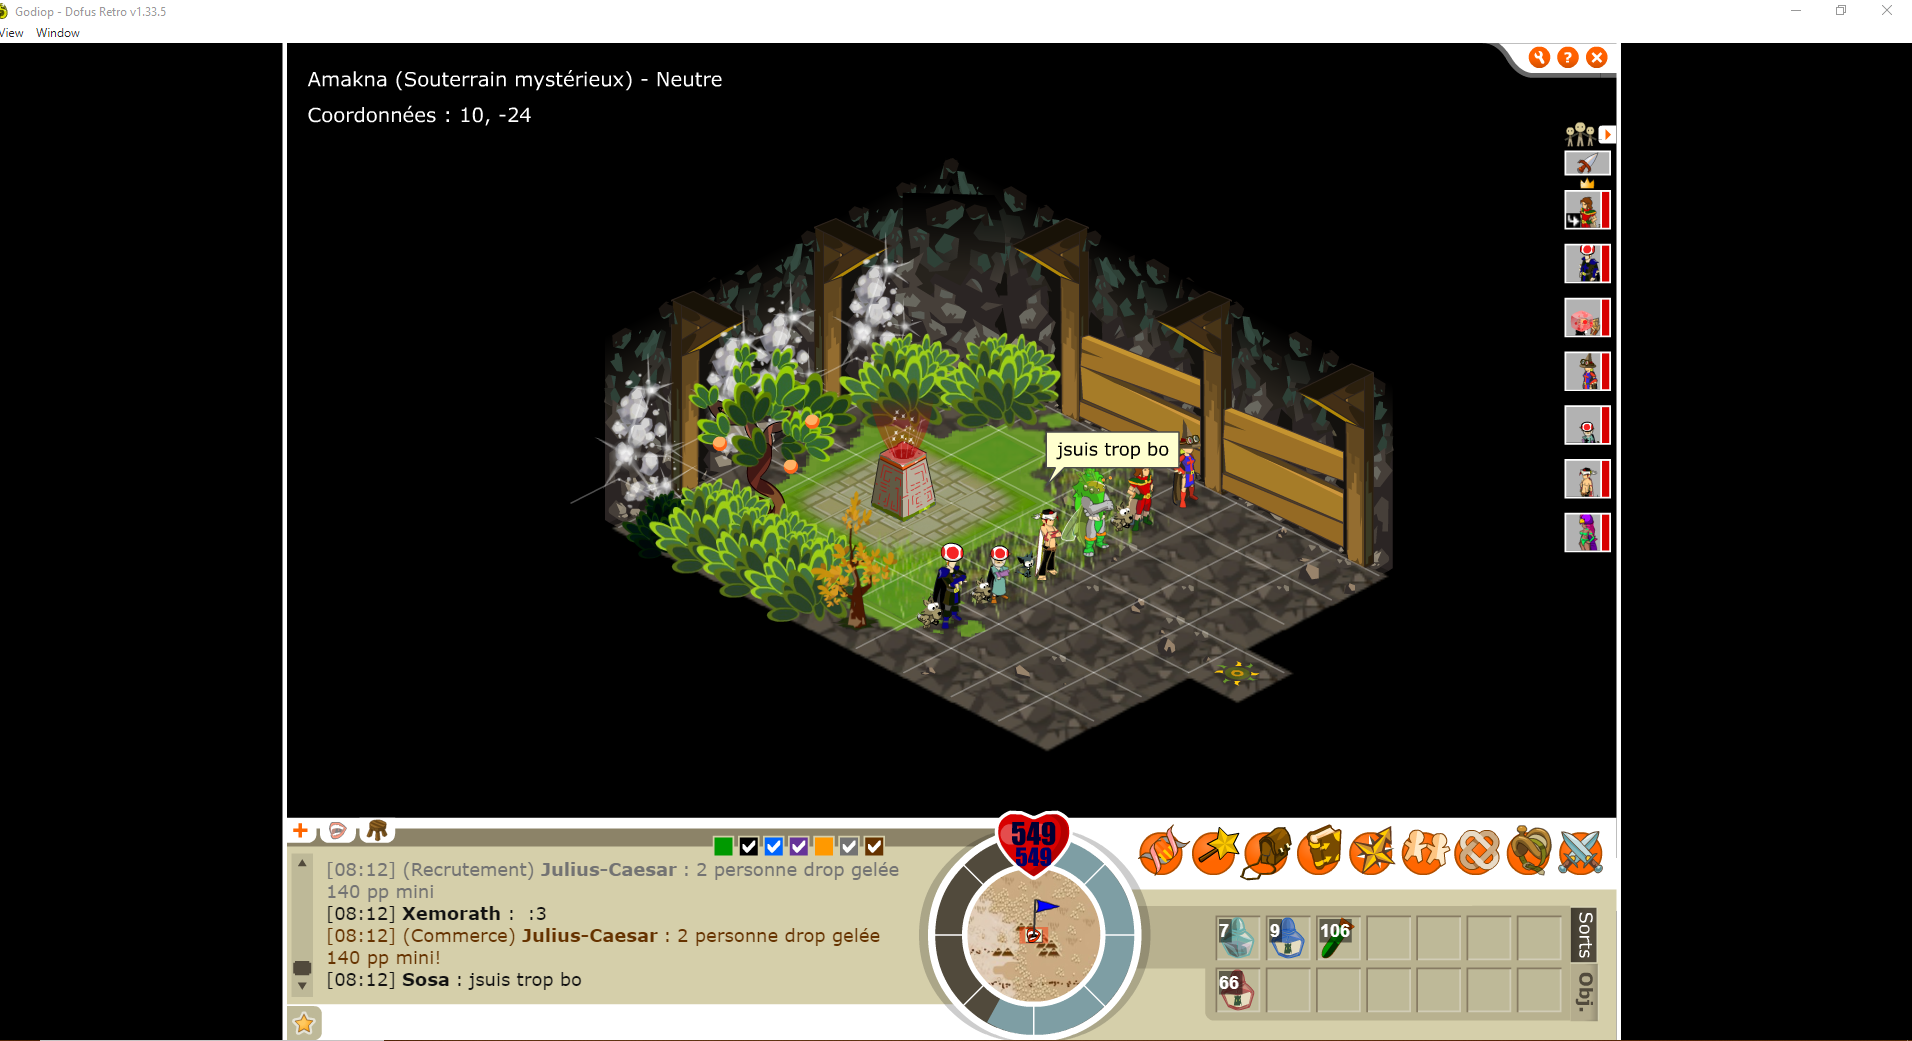 Godiop - Dofus Retro v1.33.5
View Window
Amakna (Souterrain mystérieux) - Neutre
Coordonnées : 10, -24
jsuis trop bo
549
549
[08:12] (Recrutement) Julius-Caesar : 2 personne drop gelée
140 pp mini
[08:12] Xemorath : :3
[08:12] (Commerce) Julius-Caesar : 2 personne drop gelée
140 pp mini!
[08:12] Sosa : jsuis trop bo
7 9 106
66
Sorts
Obj.